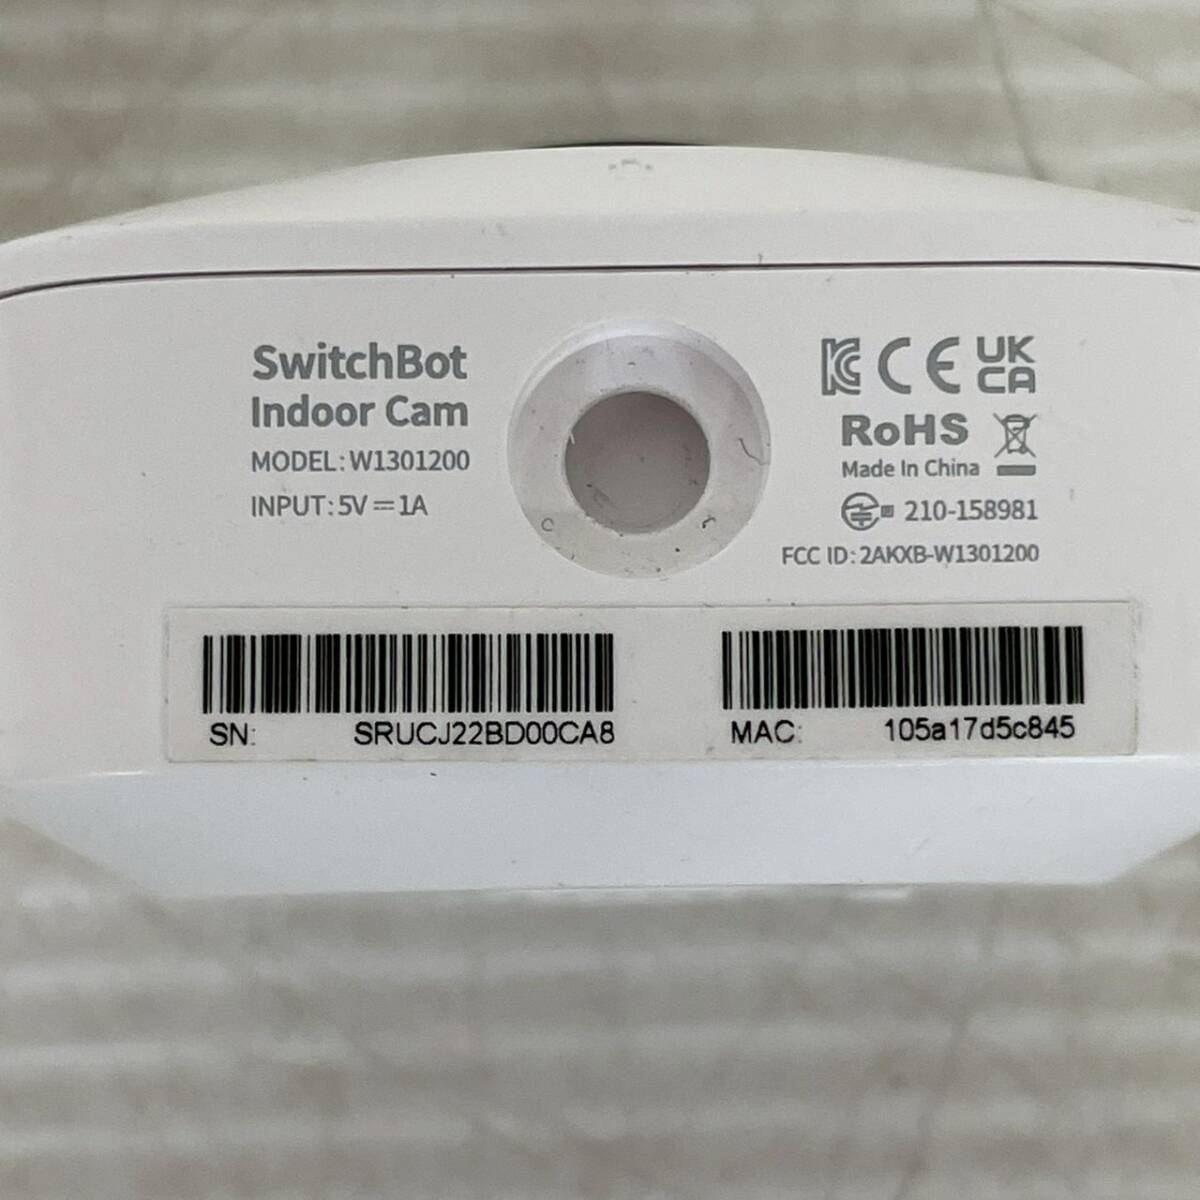 SwitchBot
Indoor Cam
MODEL: W1301200
INPUT: 5V⎓1A
CE UK
CA
RoHS
Made In China
210-158981
FCC ID: 2AKXB-W1301200
SN: SRUCJ22BD00CA8
MAC: 105a17d5c845